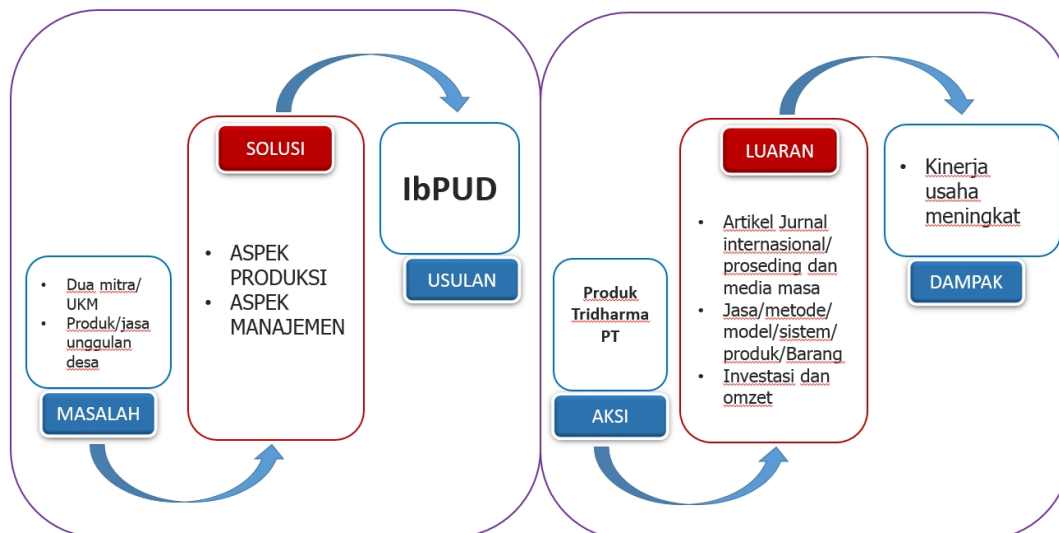 • Dua mitra/
UKM
• Produk/jasa
unggulan
desa
MASALAH
SOLUSI
• ASPEK
PRODUKSI
• ASPEK
MANAJEMEN
IbPUD
USULAN
Produk
Tridharma
PT
AKSI
LUARAN
• Artikel Jurnal
internasional/
proseding dan
media masa
• Jasa/metode/
model/sistem/
produk/Barang
• Investasi dan
omzet
• Kinerja
usaha
meningkat
DAMPAK